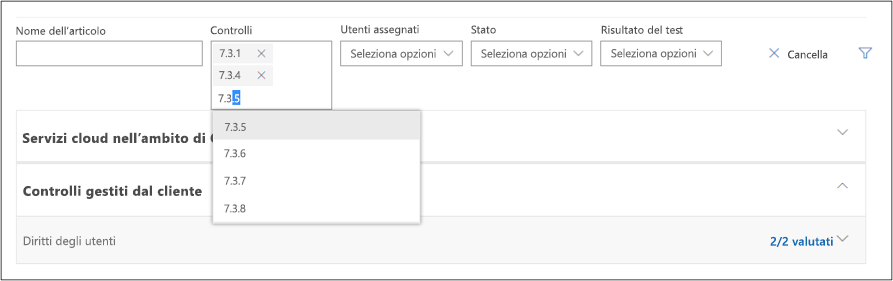 Nome dell'articolo
Controlli
Utenti assegnati
Stato
Risultato del test
7.3.1
7.3.4
7.3.5
Seleziona opzioni
Seleziona opzioni
Seleziona opzioni
Cancella
7.3.5
7.3.6
7.3.7
7.3.8
Servizi cloud nell'ambito di
Controlli gestiti dal cliente
Diritti degli utenti
2/2 valutati